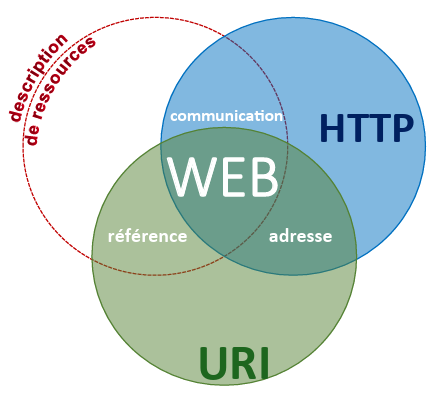 description
de ressources
communication
HTTP
WEB
référence
adresse
URI